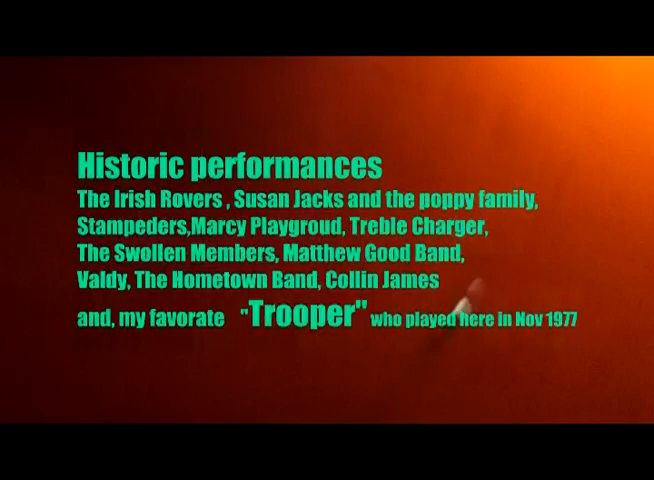 Historic performances
The Irish Rovers , Susan Jacks and the poppy family,
Stampeders,Marcy Playgroud, Treble Charger,
The Swollen Members, Matthew Good Band,
Valdy, The Hometown Band, Collin James
and, my favorate "Trooper" who played here in Nov 1977